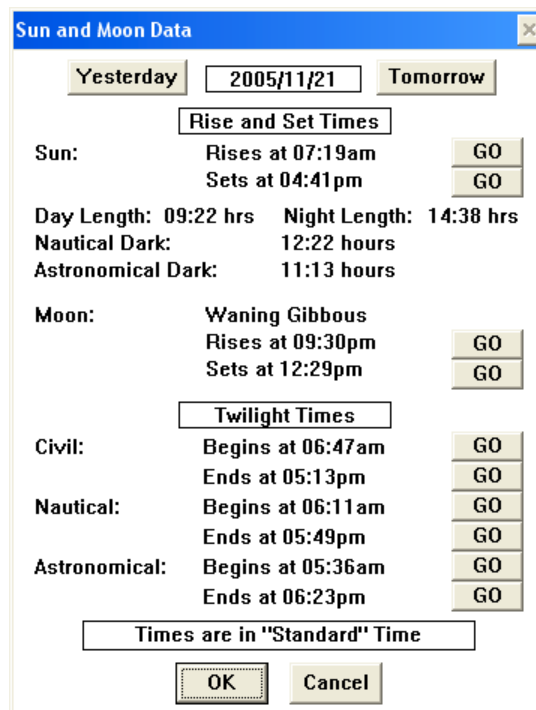 Sun and Moon Data
Yesterday 2005/11/21 Tomorrow
Rise and Set Times
Sun: Rises at 07:19am GO
Sets at 04:41pm GO
Day Length: 09:22 hrs Night Length: 14:38 hrs
Nautical Dark: 12:22 hours
Astronomical Dark: 11:13 hours
Moon: Waning Gibbous
Rises at 09:30pm GO
Sets at 12:29pm GO
Twilight Times
Civil: Begins at 06:47am GO
Ends at 05:13pm GO
Nautical: Begins at 06:11am GO
Ends at 05:49pm GO
Astronomical: Begins at 05:36am GO
Ends at 06:23pm GO
Times are in "Standard" Time
OK Cancel